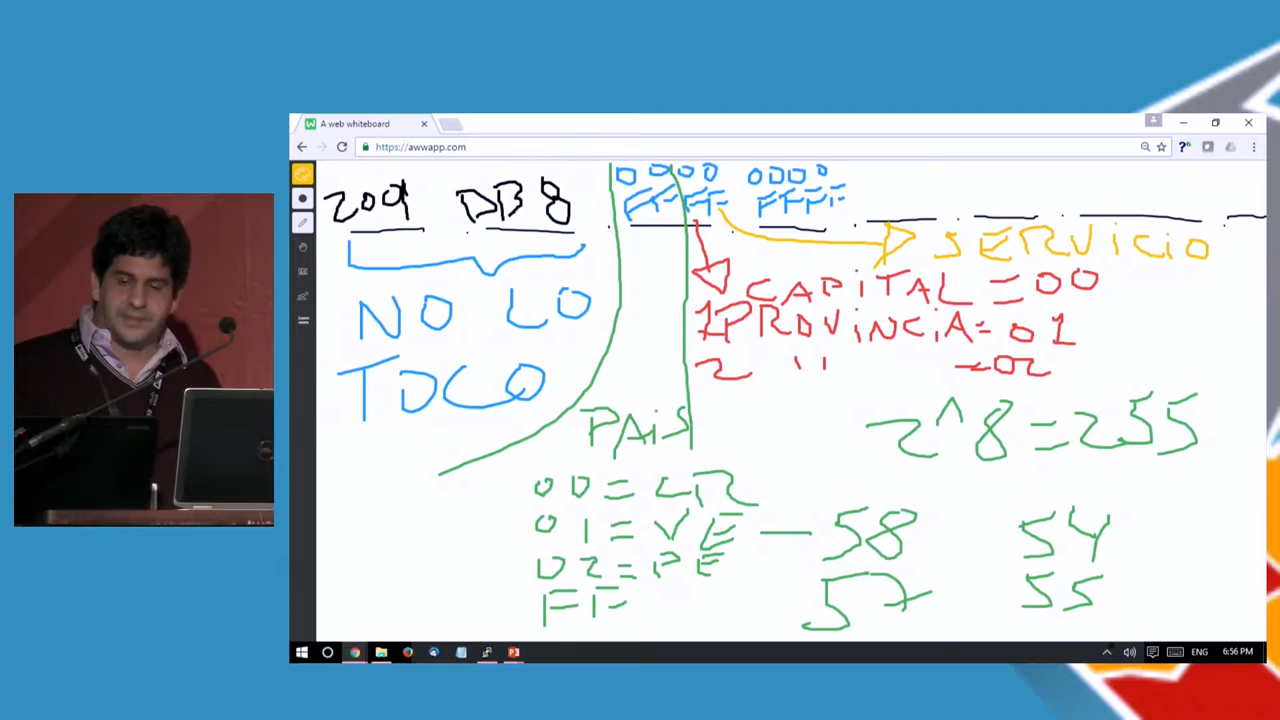 A web whiteboard
https://awwapp.com
0000 0000
2001 DB8 FFFF FFFF
SERVICIO
CAPITAL = 00
1 PROVINCIA = 01
2 '' = 02
NO LO
TOCO
PAIS
2^8 = 255
00 = CR
01 = VE — 58 54
02 = PE
FF 57 55
ENG 6:56 PM